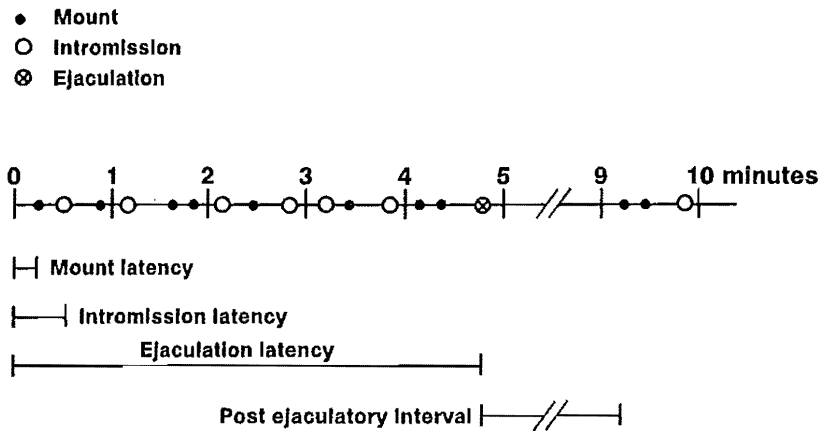 Mount
Intromission
Ejaculation
0 1 2 3 4 5 9 10 minutes
Mount latency
Intromission latency
Ejaculation latency
Post ejaculatory interval